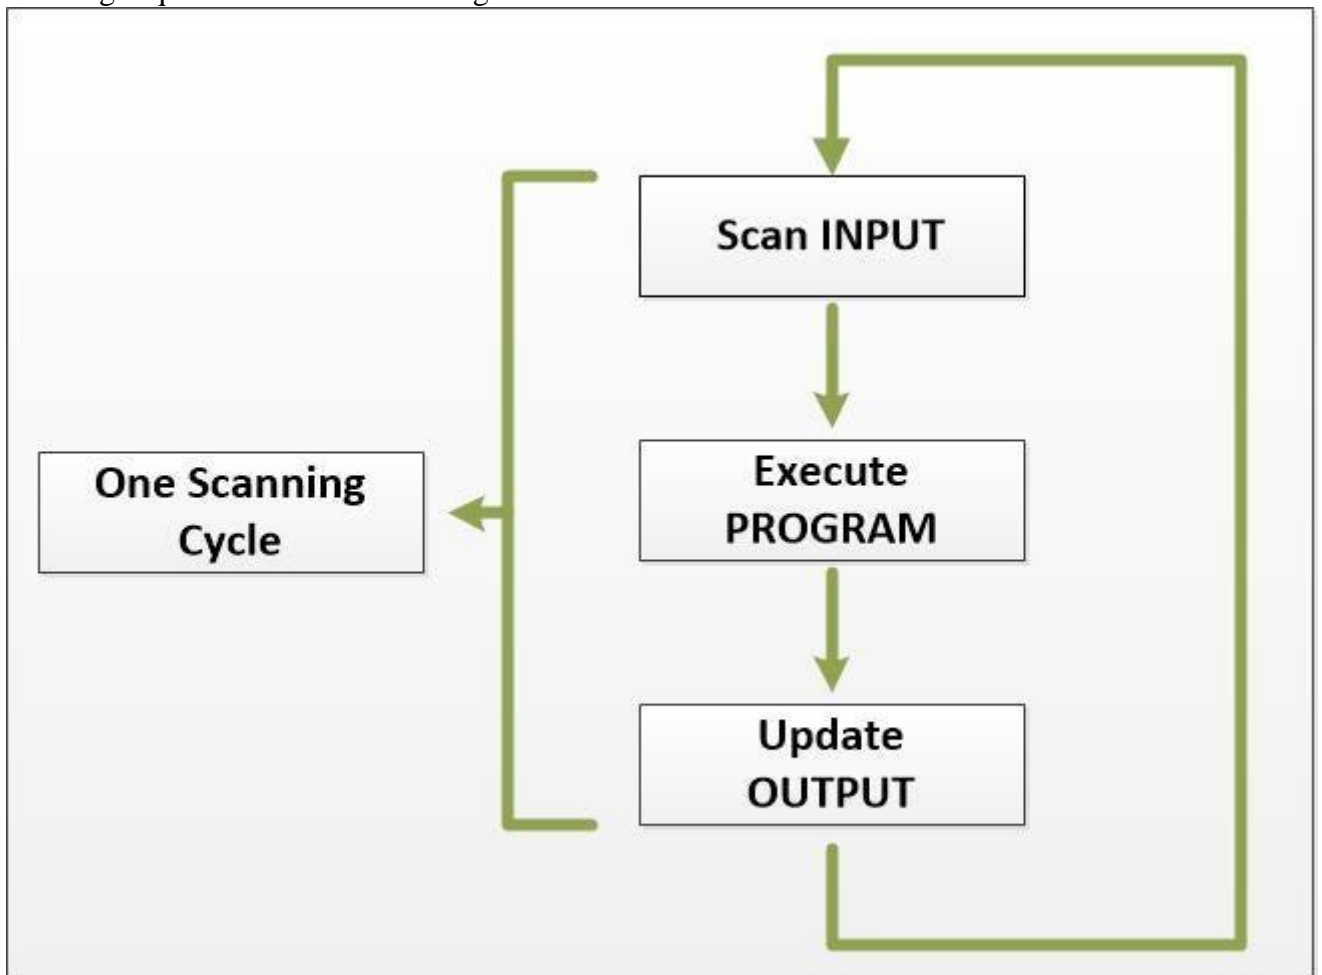 Scan INPUT
Execute
PROGRAM
One Scanning
Cycle
Update
OUTPUT